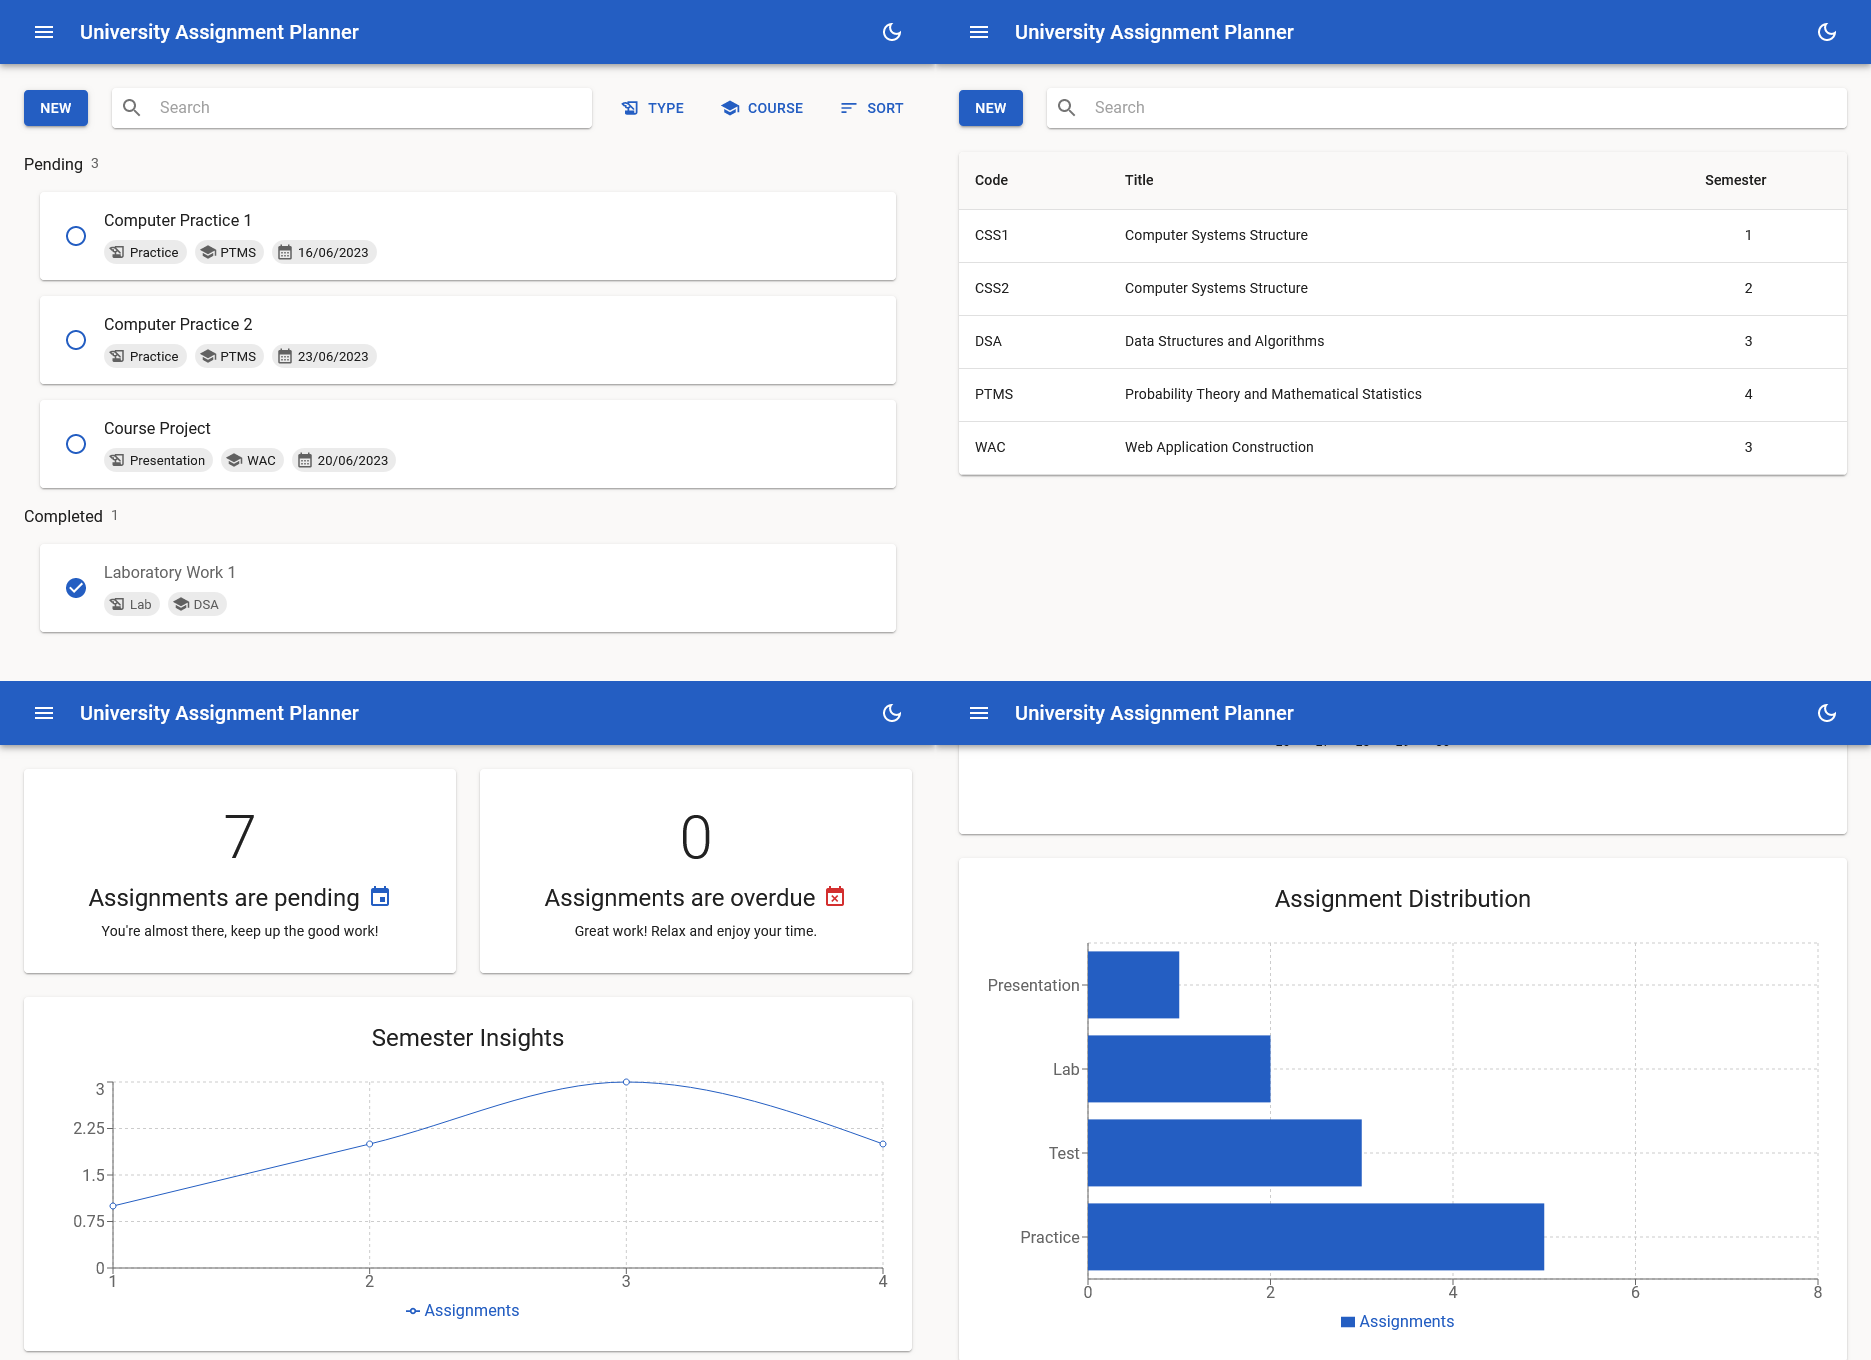 University Assignment Planner
NEW
Search
TYPE
COURSE
SORT
Pending 3
Computer Practice 1
Practice PTMS 16/06/2023
Computer Practice 2
Practice PTMS 23/06/2023
Course Project
Presentation WAC 20/06/2023
Completed 1
Laboratory Work 1
Lab DSA
University Assignment Planner
NEW
Search
Code Title Semester
CSS1 Computer Systems Structure 1
CSS2 Computer Systems Structure 2
DSA Data Structures and Algorithms 3
PTMS Probability Theory and Mathematical Statistics 4
WAC Web Application Construction 3
University Assignment Planner
7
Assignments are pending
You're almost there, keep up the good work!
0
Assignments are overdue
Great work! Relax and enjoy your time.
Semester Insights
3
2.25
1.5
0.75
0
1 2 3 4
Assignments
University Assignment Planner
Assignment Distribution
Presentation
Lab
Test
Practice
0 2 4 6 8
Assignments